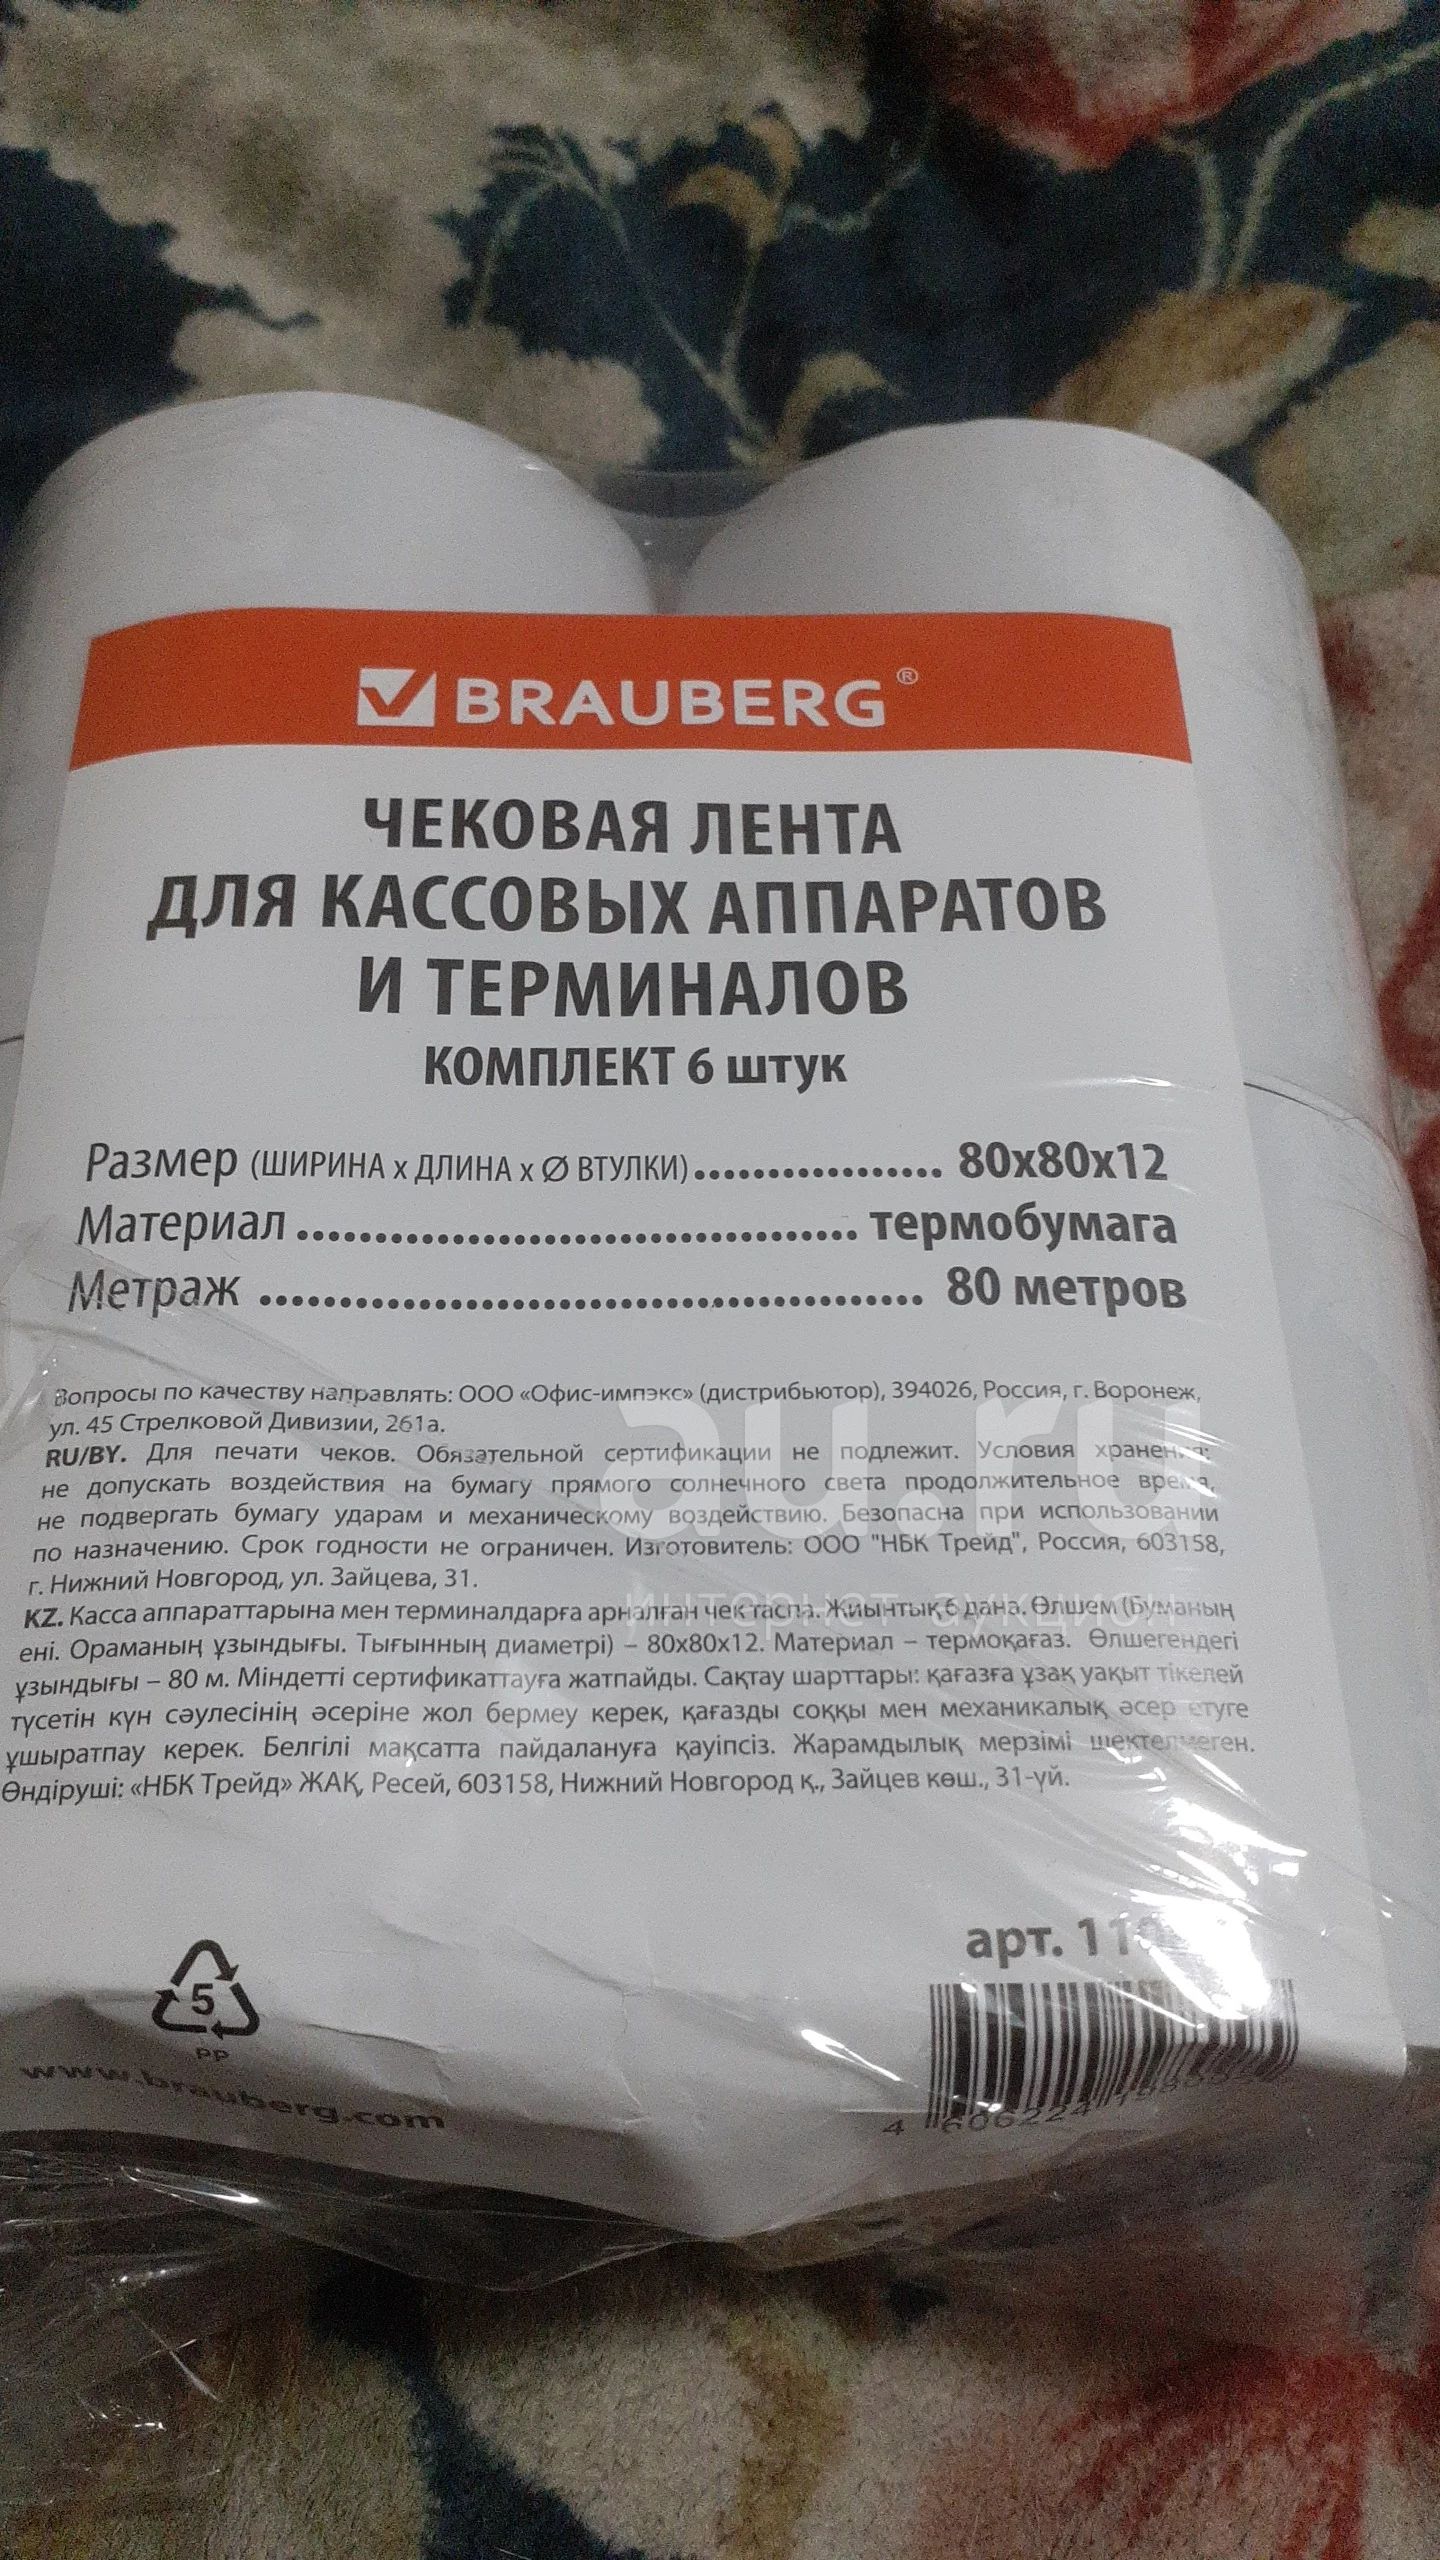 BRAUBERG®
ЧЕКОВАЯ ЛЕНТА
ДЛЯ КАССОВЫХ АППАРАТОВ
И ТЕРМИНАЛОВ
КОМПЛЕКТ 6 штук
Размер (ШИРИНА х ДЛИНА х Ø ВТУЛКИ)................. 80х80х12
Материал .................................... термобумага
Метраж .......................................... 80 метров
Вопросы по качеству направлять: ООО «Офис-импэкс» (дистрибьютор), 394026, Россия, г. Воронеж,
ул. 45 Стрелковой Дивизии, 261а.
RU/BY. Для печати чеков. Обязательной сертификации не подлежит. Условия хранения:
не допускать воздействия на бумагу прямого солнечного света продолжительное время,
не подвергать бумагу ударам и механическому воздействию. Безопасна при использовании
по назначению. Срок годности не ограничен. Изготовитель: ООО "НБК Трейд", Россия, 603158,
г. Нижний Новгород, ул. Зайцева, 31.
KZ. Касса аппараттарына мен терминалдарға арналған чек таспа. Жиынтық 6 дана. Өлшем (Буманың
ені. Ораманың ұзындығы. Тығынның диаметрі) – 80х80х12. Материал – термоқағаз. Өлшегендегі
ұзындығы – 80 м. Міндетті сертификаттауға жатпайды. Сақтау шарттары: қағазға ұзақ уақыт тікелей
түсетін күн сәулесінің әсеріне жол бермеу керек, қағазды соққы мен механикалық әсер етуге
ұшыратпау керек. Белгілі мақсатта пайдалануға қауіпсіз. Жарамдылық мерзімі шектелмеген.
Өндіруші: «НБК Трейд» ЖАҚ, Ресей, 603158, Нижний Новгород қ., Зайцев көш., 31-үй.
au.ru
интернет-аукцион
арт.
5
PP
www.brauberg.com